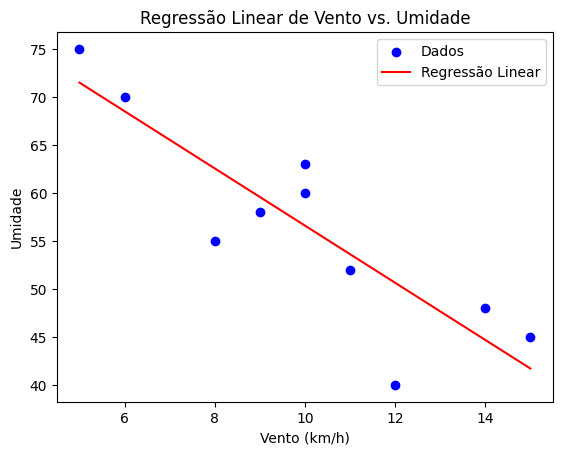 Regressão Linear de Vento vs. Umidade
Dados
Regressão Linear
75
70
65
60
55
50
45
40
Umidade
6
8
10
12
14
Vento (km/h)